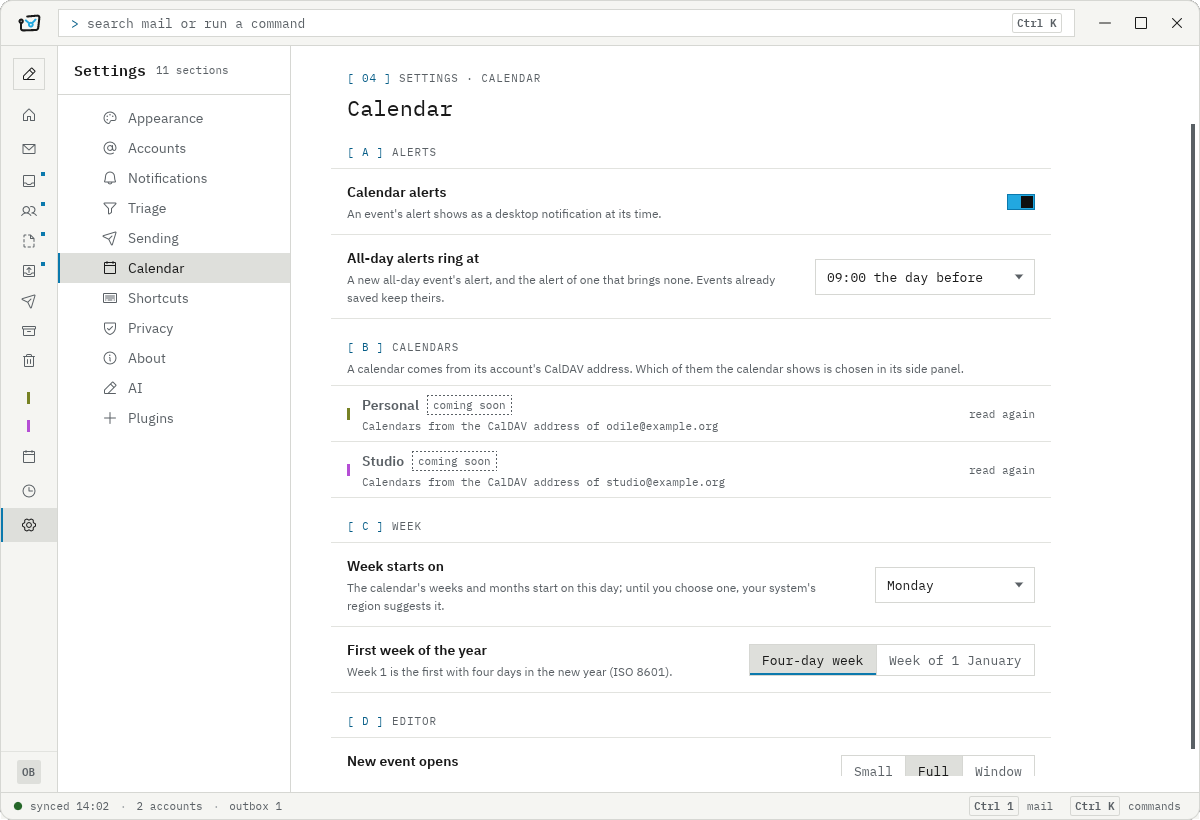 > search mail or run a command
Ctrl K
Settings 11 sections
Appearance
Accounts
Notifications
Triage
Sending
Calendar
Shortcuts
Privacy
About
AI
Plugins
OB
[ 04 ] SETTINGS · CALENDAR
Calendar
[ A ] ALERTS
Calendar alerts
An event's alert shows as a desktop notification at its time.
All-day alerts ring at
A new all-day event's alert, and the alert of one that brings none. Events already
saved keep theirs.
09:00 the day before
[ B ] CALENDARS
A calendar comes from its account's CalDAV address. Which of them the calendar shows is chosen in its side panel.
Personal coming soon
Calendars from the CalDAV address of odile@example.org
read again
Studio coming soon
Calendars from the CalDAV address of studio@example.org
read again
[ C ] WEEK
Week starts on
The calendar's weeks and months start on this day; until you choose one, your system's
region suggests it.
Monday
First week of the year
Week 1 is the first with four days in the new year (ISO 8601).
Four-day week Week of 1 January
[ D ] EDITOR
New event opens
Small Full Window
synced 14:02 · 2 accounts · outbox 1
Ctrl 1 mail Ctrl K commands